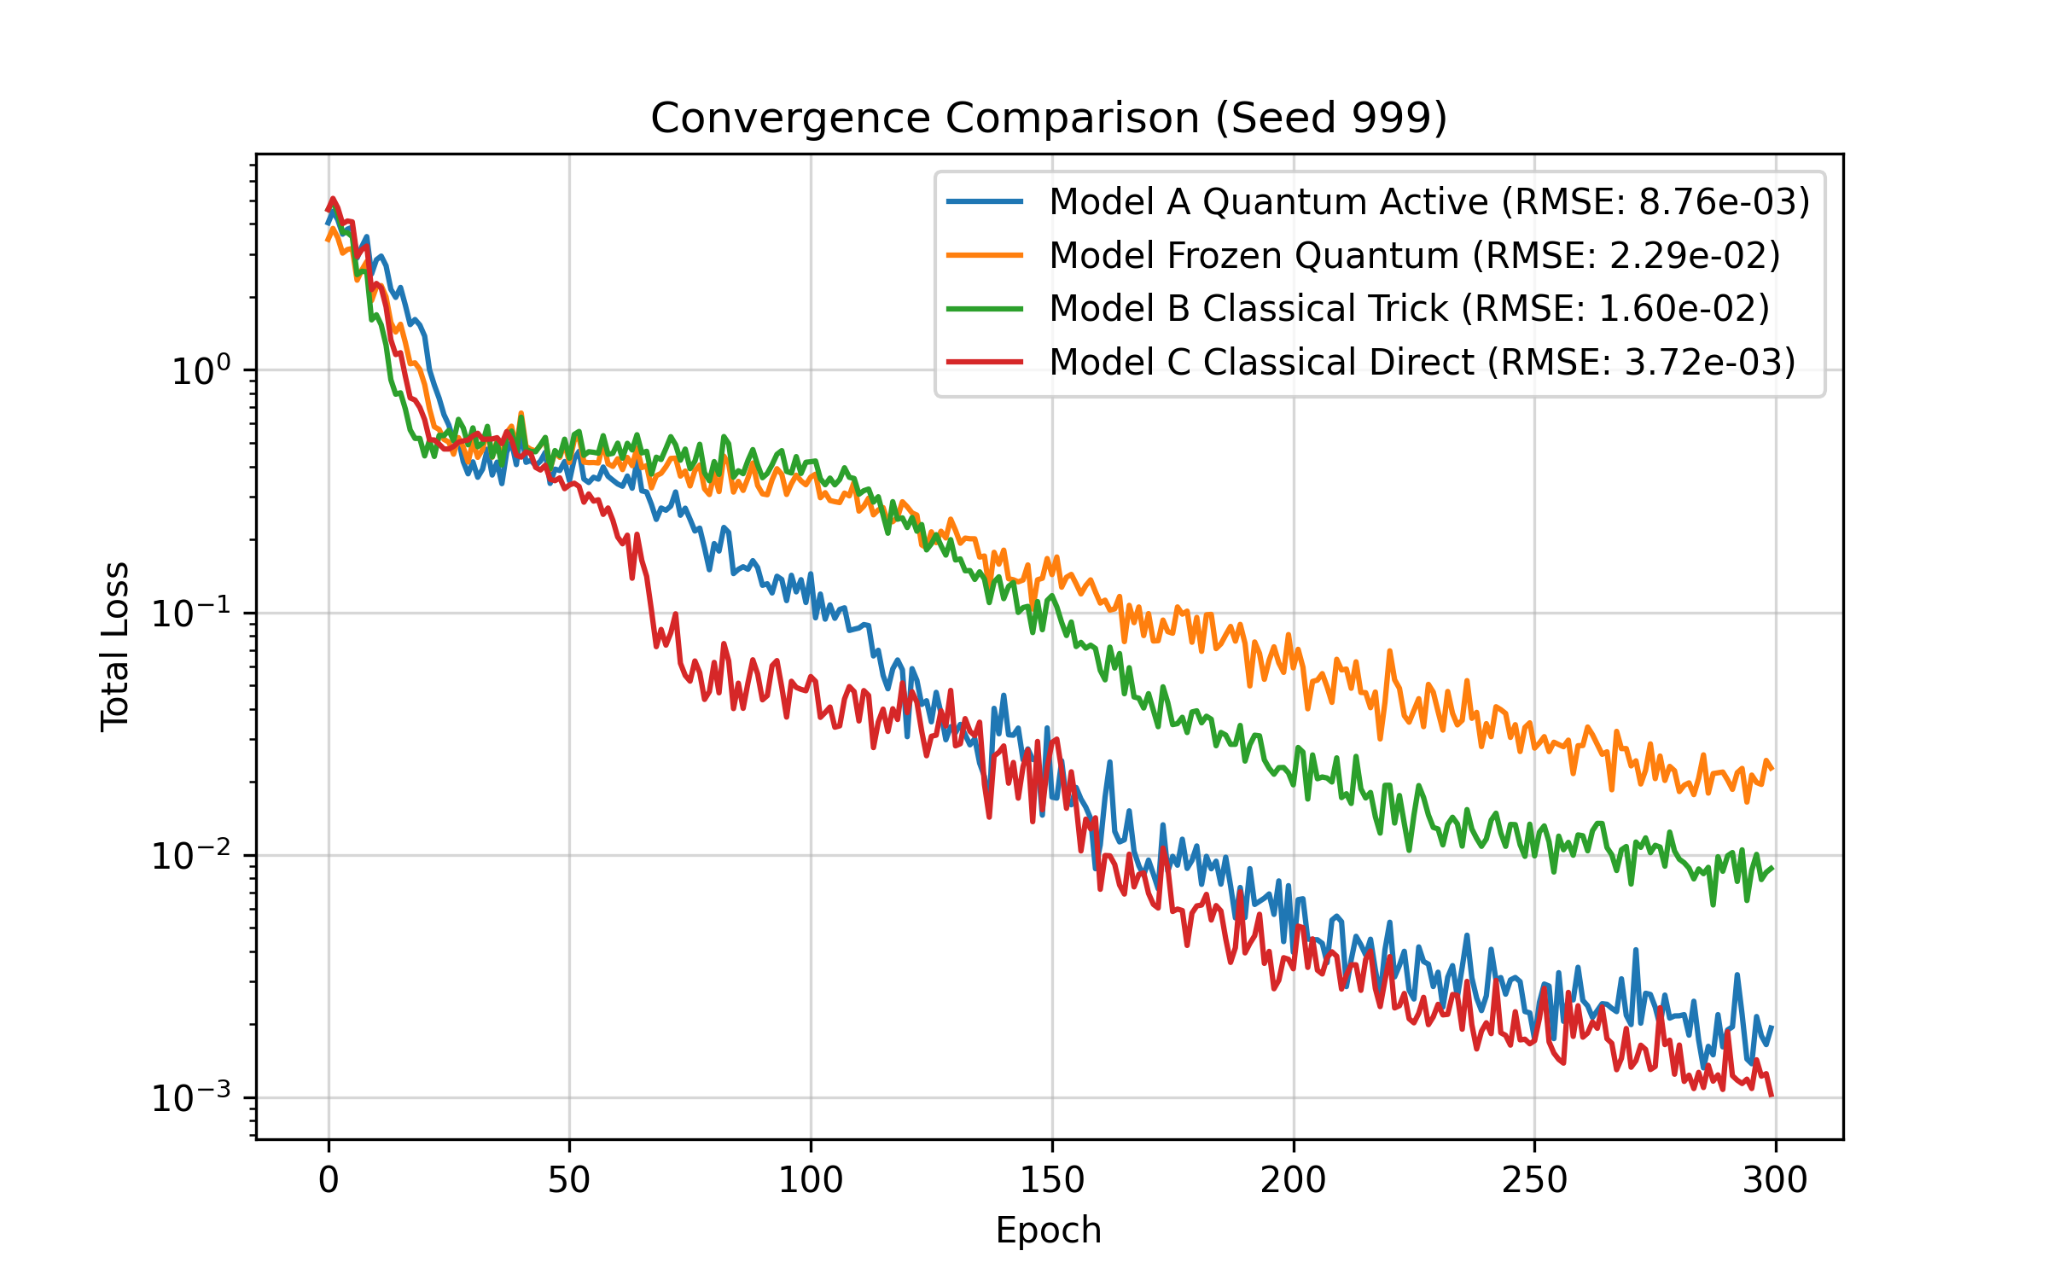 Convergence Comparison (Seed 999)
Model A Quantum Active (RMSE: 8.76e-03)
Model Frozen Quantum (RMSE: 2.29e-02)
Model B Classical Trick (RMSE: 1.60e-02)
Model C Classical Direct (RMSE: 3.72e-03)
Total Loss
10⁰
10⁻¹
10⁻²
10⁻³
0 50 100 150 200 250 300
Epoch